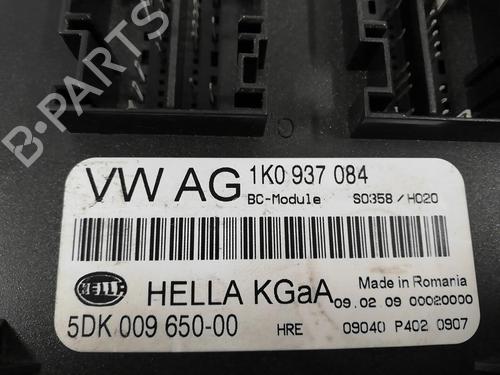 B-PARTS
VW AG 1K0 937 084
BC-Module S0358 / H020
HELLA
HELLA KGaA
Made in Romania
09.02 09 00020000
5DK 009 650-00 HRE 09040 P402 0907